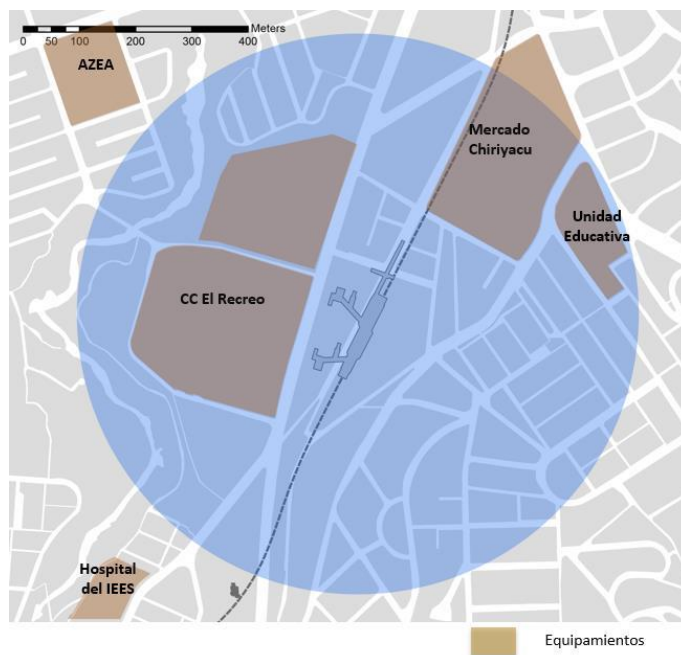 Meters
0 50 100 200 300 400
AZEA
Mercado
Chiriyacu
Unidad
Educativa
CC El Recreo
Hospital
del IEES
Equipamientos